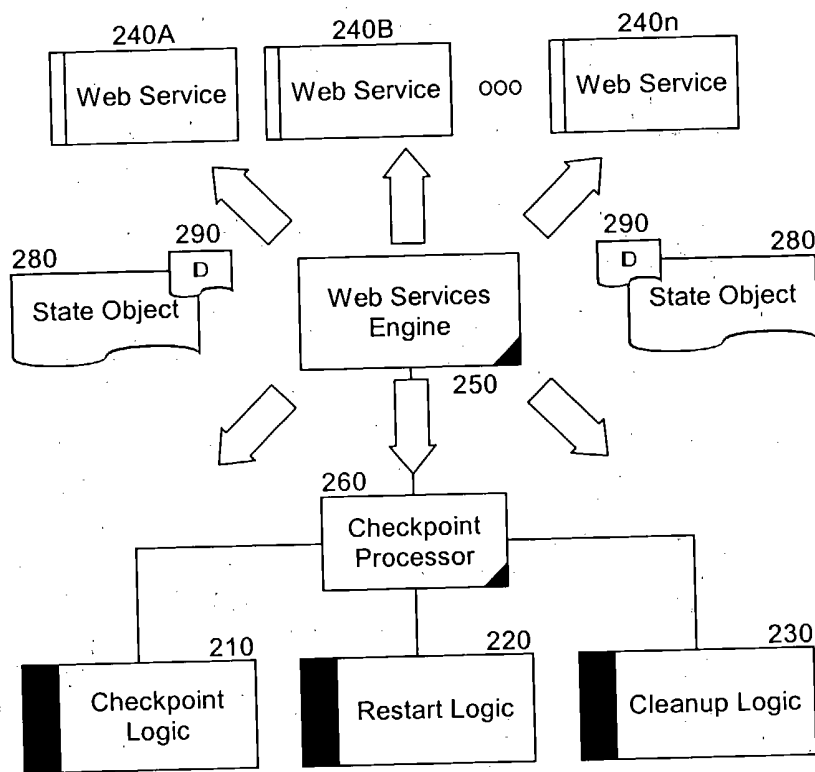 240A
240B
240n
Web Service
Web Service
ooo
Web Service
290
290
280
D
D
280
State Object
Web Services
Engine
State Object
250
260
Checkpoint
Processor
210
220
230
Checkpoint
Logic
Restart Logic
Cleanup Logic